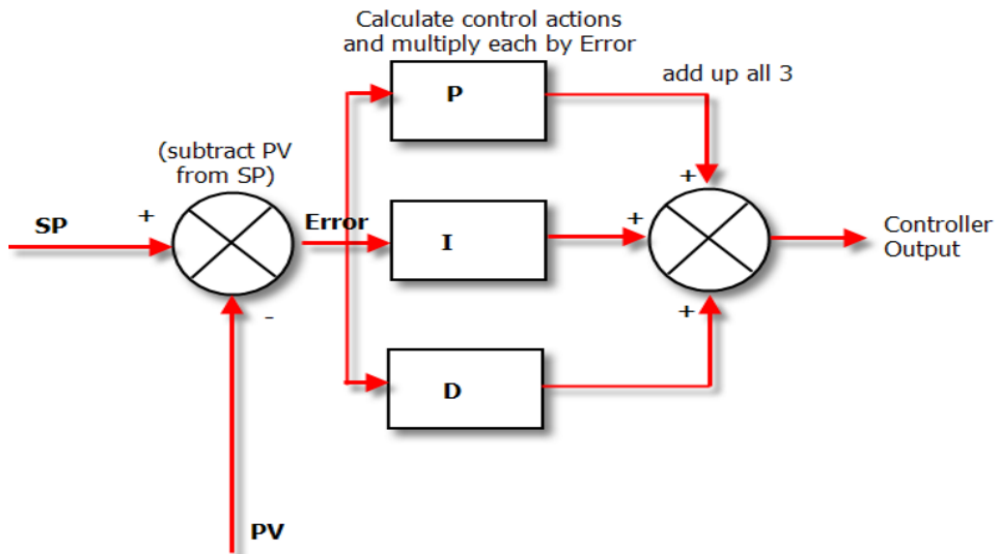 Calculate control actions
and multiply each by Error
P
add up all 3
(subtract PV
from SP)
SP
+
Error
I
+
+
Controller
Output
-
+
D
PV